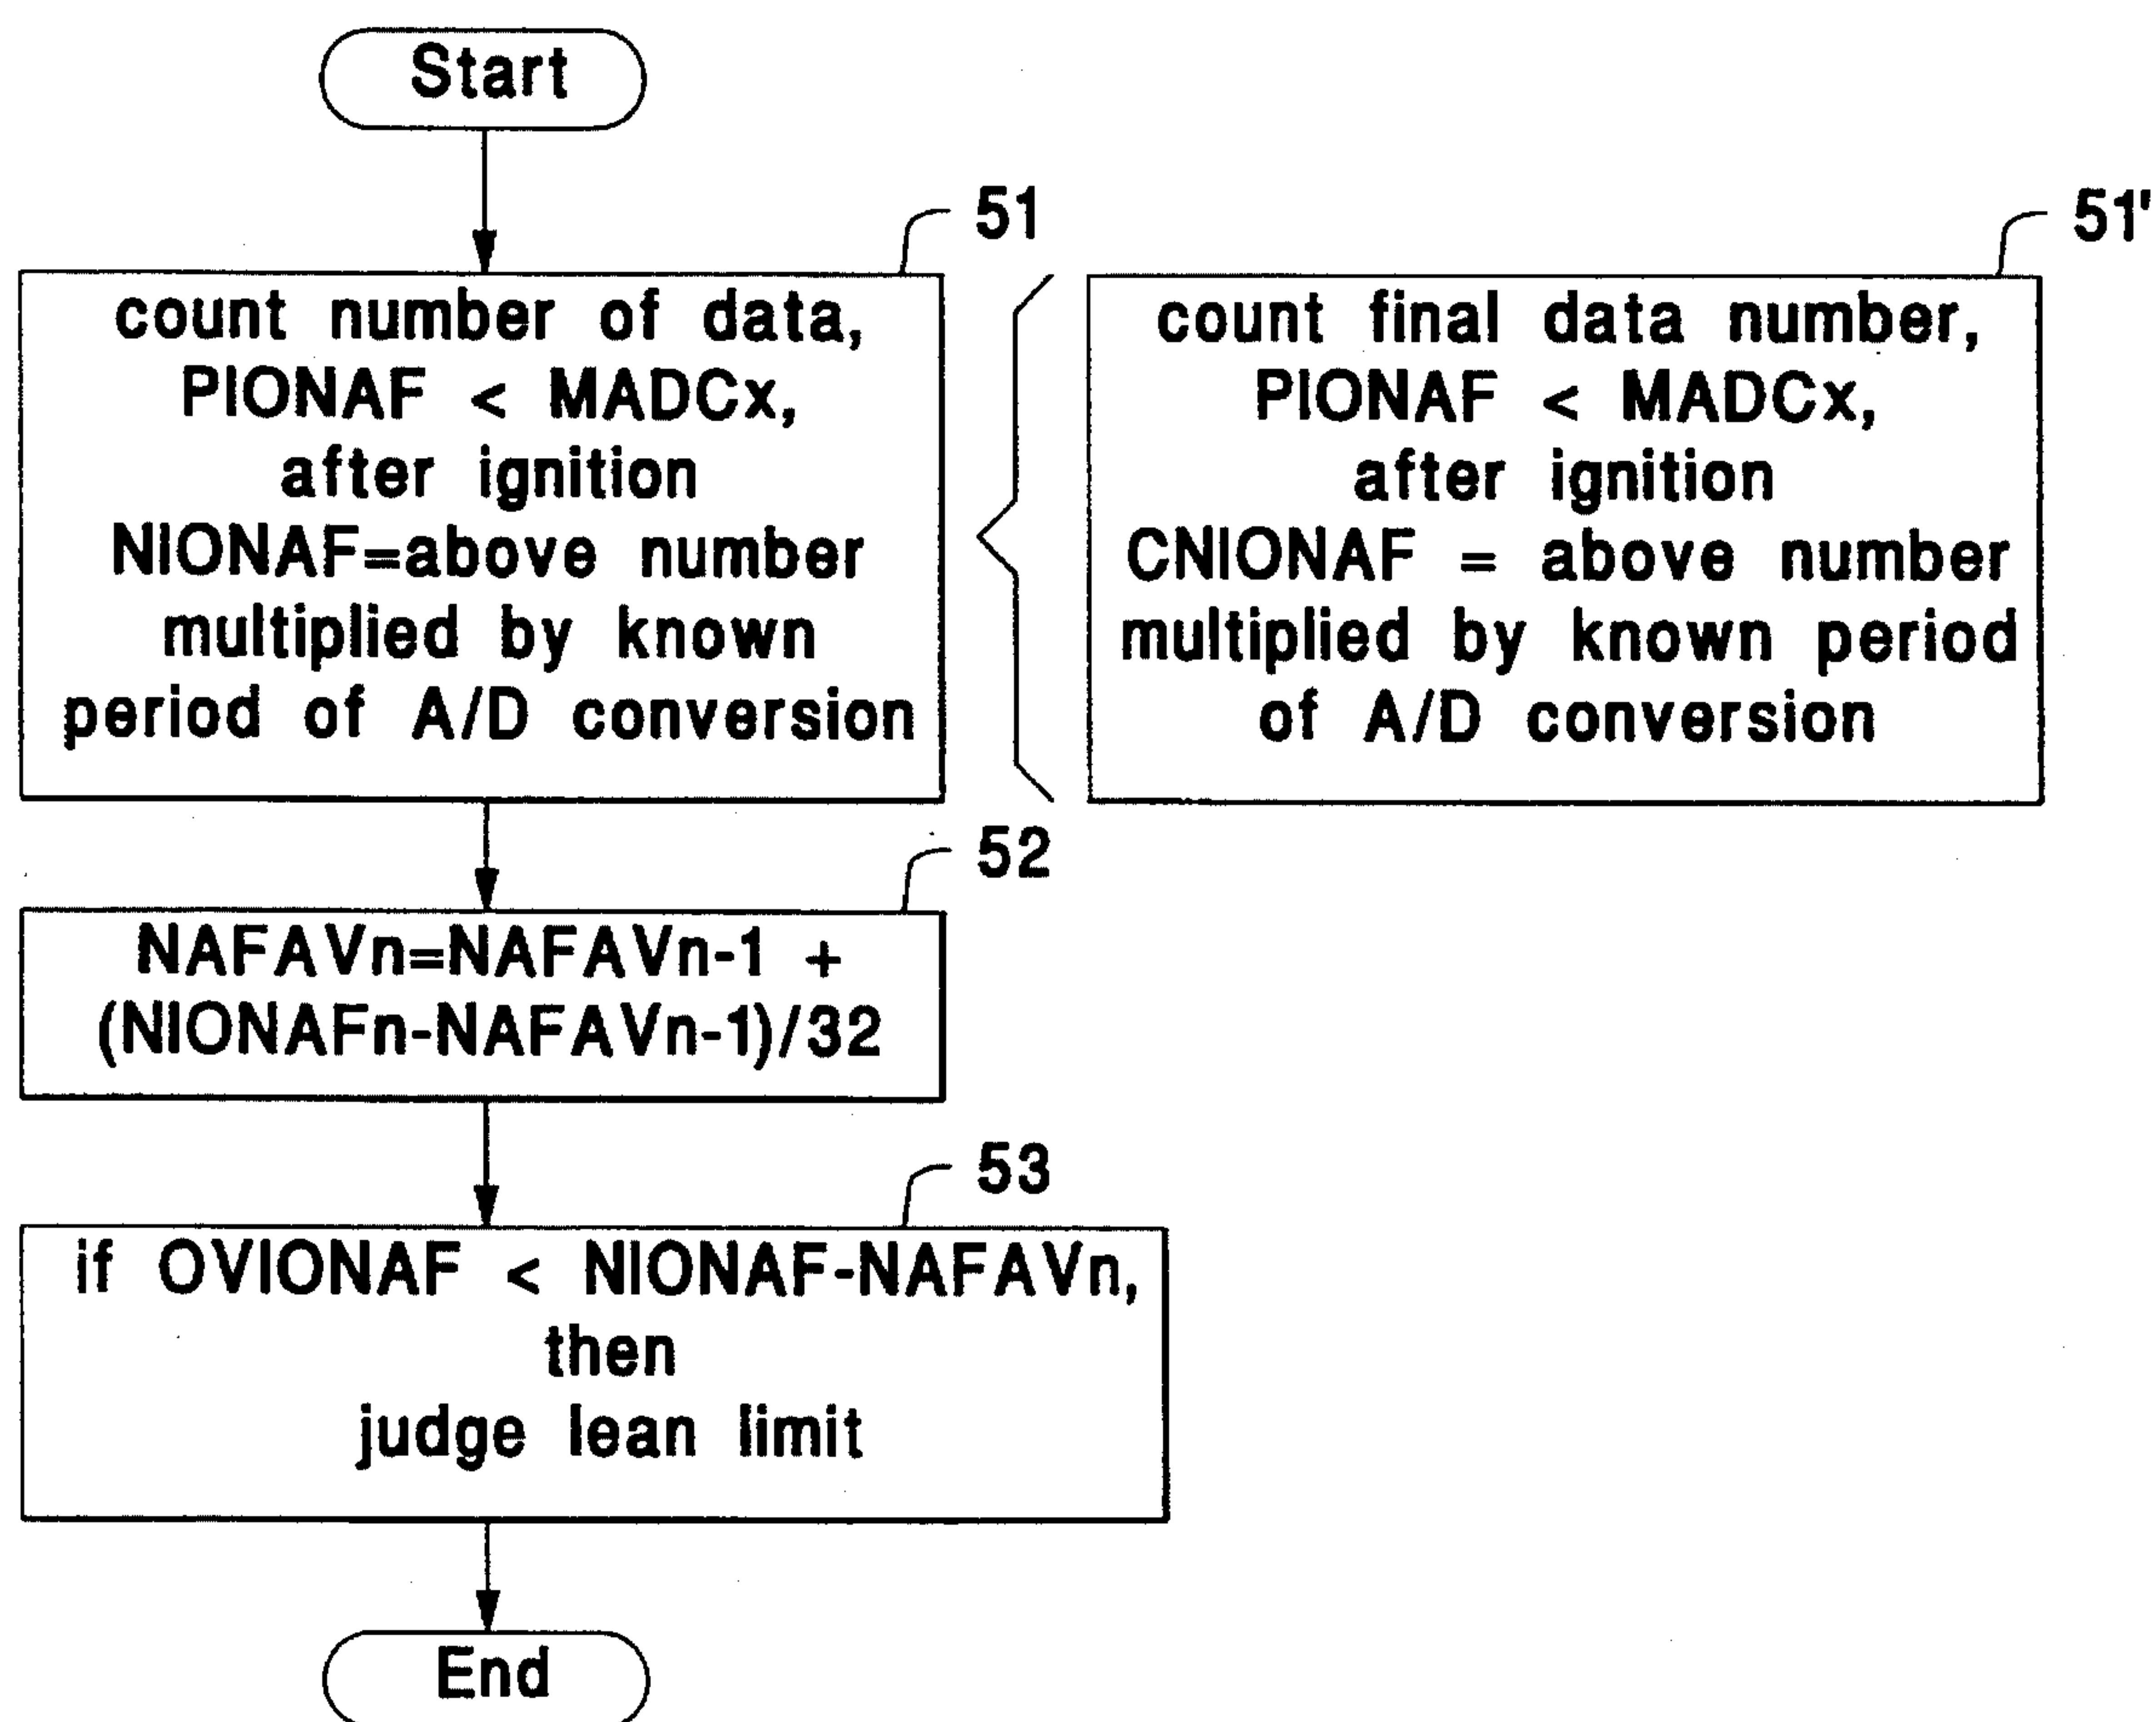 Start
51
count number of data,
PIONAF < MADCx,
after ignition
NIONAF=above number
multiplied by known
period of A/D conversion
51'
count final data number,
PIONAF < MADCx,
after ignition
CNIONAF = above number
multiplied by known period
of A/D conversion
52
NAFAVn=NAFAVn-1 +
(NIONAFn-NAFAVn-1)/32
53
if OVIONAF < NIONAF-NAFAVn,
then
judge lean limit
End